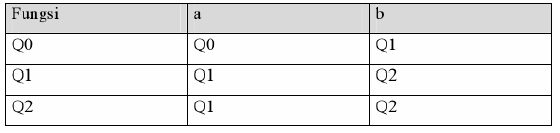 Fungsi a b
Q0 Q0 Q1
Q1 Q1 Q2
Q2 Q1 Q2